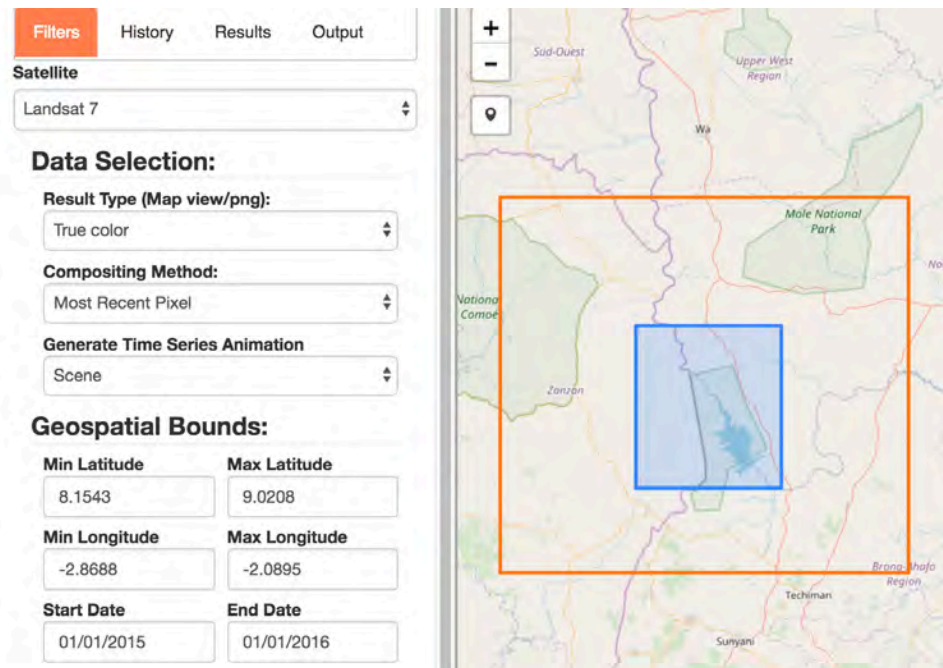 Filters History Results Output
Satellite
Landsat 7
Data Selection:
Result Type (Map view/png):
True color
Compositing Method:
Most Recent Pixel
Generate Time Series Animation
Scene
Geospatial Bounds:
Min Latitude Max Latitude
8.1543 9.0208
Min Longitude Max Longitude
-2.8688 -2.0895
Start Date End Date
01/01/2015 01/01/2016
+
-
Sud-Ouest
Upper West
Region
Wa
Mole National
Park
No
Nationa
Comoé
Zanzan
Brong-Ahafo
Region
Techiman
Sunyani